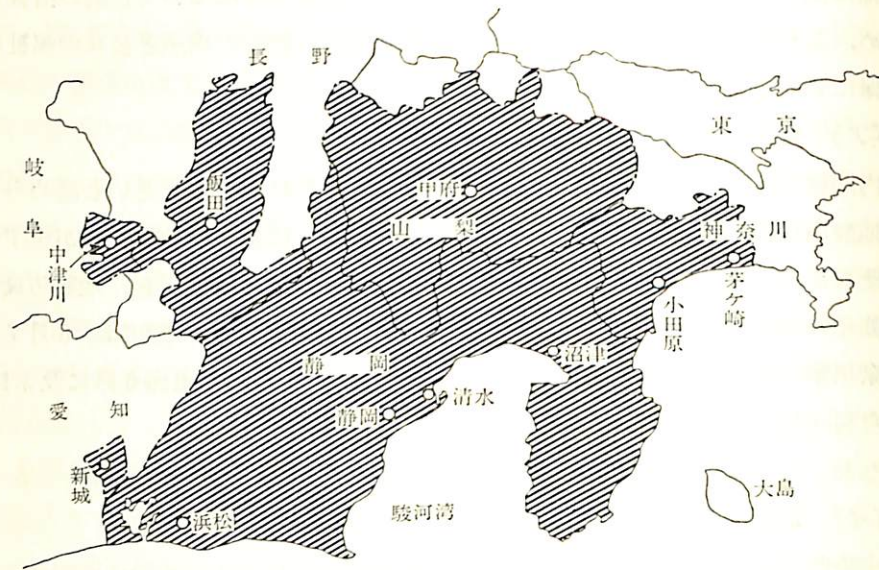 長野
東京
岐阜
飯田
甲府
山梨
神奈川
中津川
茅ケ崎
小田原
沼津
静岡
清水
静岡
愛知
新城
大島
駿河湾
浜松